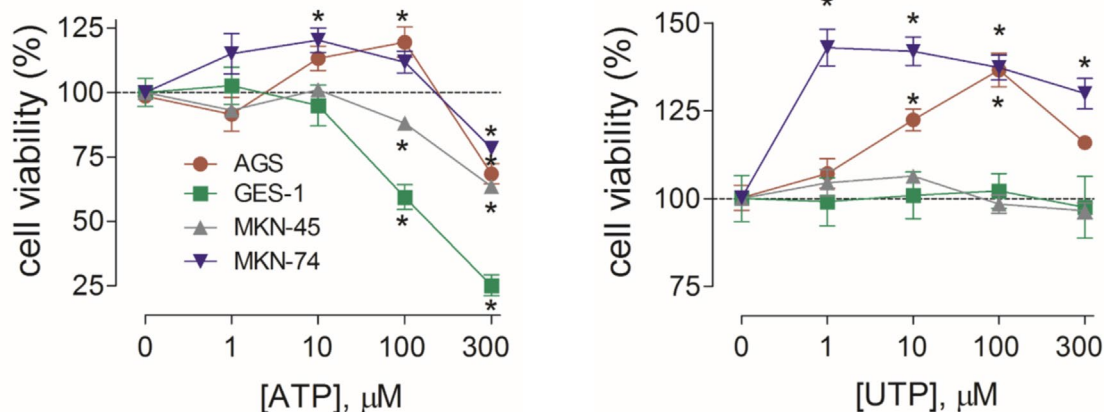 cell viability (%)
125
100
75
50
25
* *
*
*
*
*
*
*
*
AGS
GES-1
MKN-45
MKN-74
0 1 10 100 300
[ATP], µM
cell viability (%)
150
125
100
75
*
*
*
*
*
*
0 1 10 100 300
[UTP], µM